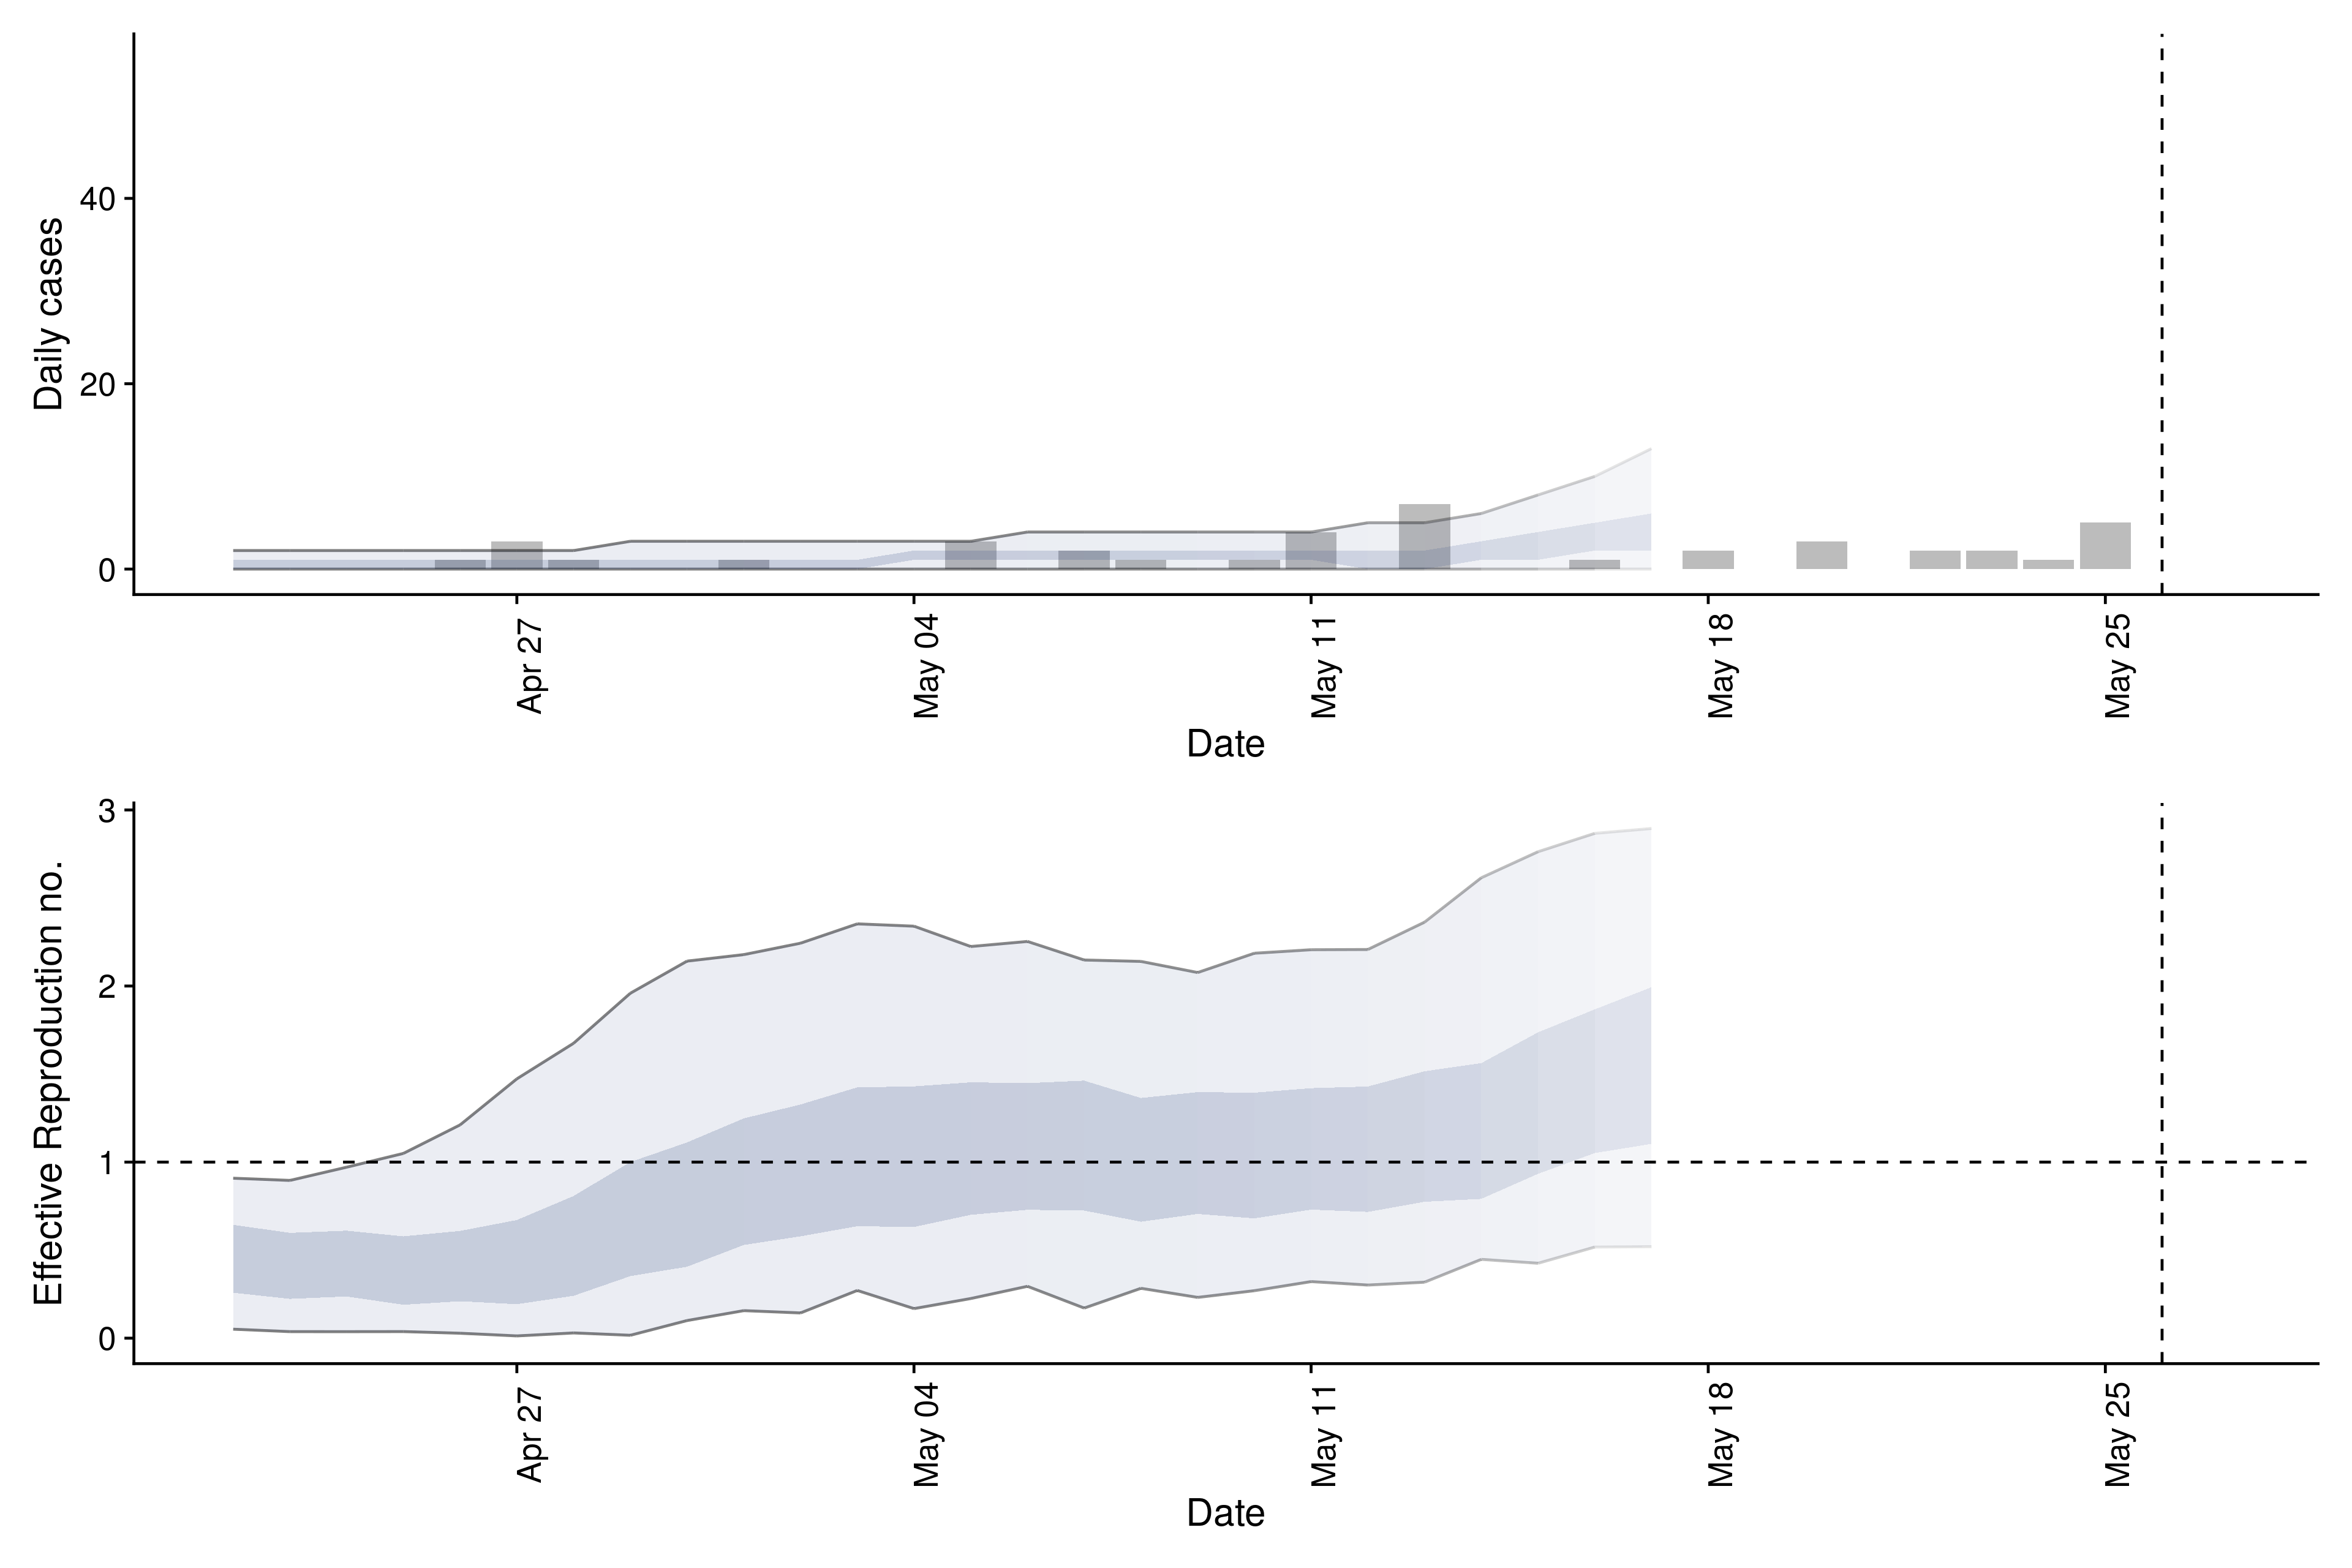 Daily cases
40
20
0
Apr 27
May 04
May 11
May 18
May 25
Date
Effective Reproduction no.
3
2
1
0
Apr 27
May 04
May 11
May 18
May 25
Date